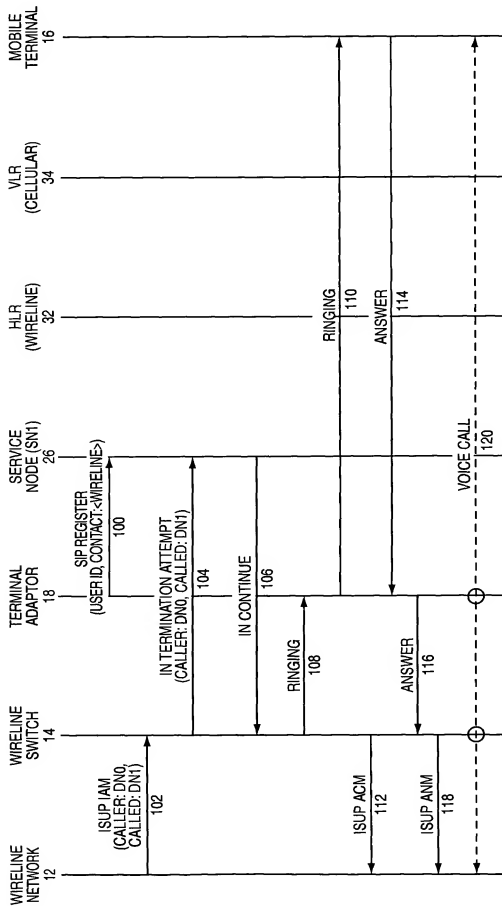 WIRELINE
NETWORK
12
WIRELINE
SWITCH
14
TERMINAL
ADAPTOR
18
SERVICE
NODE (SN1)
26
HLR
(WIRELINE)
32
VLR
(CELLULAR)
34
MOBILE
TERMINAL
16
SIP REGISTER
(USER ID, CONTACT:<WIRELINE>)
100
ISUP IAM
(CALLER: DN0,
CALLED: DN1)
102
IN TERMINATION ATTEMPT
(CALLER: DN0, CALLED: DN1)
104
IN CONTINUE
106
RINGING
108
RINGING
110
ISUP ACM
112
ANSWER
114
ANSWER
116
ISUP ANM
118
VOICE CALL
120